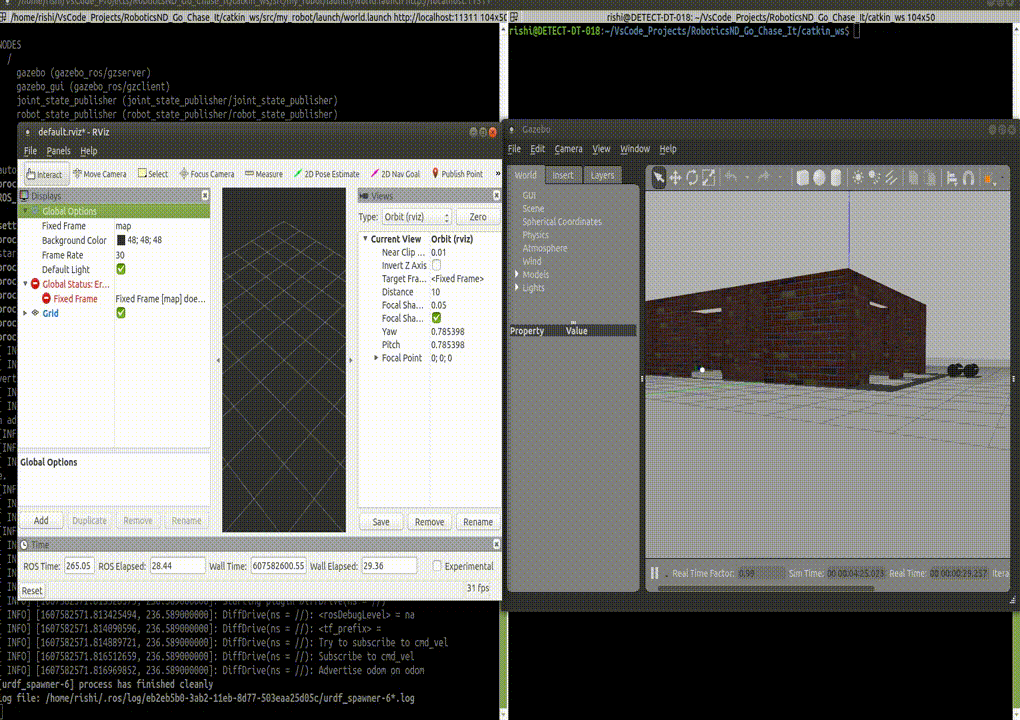 /home/rishi/VsCode_Projects/RoboticsND_Go_Chase_It/catkin_ws/src/my_robot/launch/world.launch http://localhost:11311
/home/rishi/VsCode_Projects/RoboticsND_Go_Chase_It/catkin_ws/src/my_robot/launch/world.launch http://localhost:11311 104x50
NODES
/
gazebo (gazebo_ros/gzserver)
gazebo_gui (gazebo_ros/gzclient)
joint_state_publisher (joint_state_publisher/joint_state_publisher)
robot_state_publisher (robot_state_publisher/robot_state_publisher)
rishi@DETECT-DT-018: ~/VsCode_Projects/RoboticsND_Go_Chase_It/catkin_ws 104x50
rishi@DETECT-DT-018:~/VsCode_Projects/RoboticsND_Go_Chase_It/catkin_ws$
default.rviz* - RViz
File Panels Help
Interact Move Camera Select Focus Camera Measure 2D Pose Estimate 2D Nav Goal Publish Point »
Displays
Global Options
Fixed Frame map
Background Color 48; 48; 48
Frame Rate 30
Default Light
Global Status: Er...
Fixed Frame Fixed Frame [map] doe...
Grid
Global Options
Add Duplicate Remove Rename
Views
Type: Orbit (rviz) Zero
Current View Orbit (rviz)
Near Clip ... 0.01
Invert Z Axis
Target Fra... <Fixed Frame>
Distance 10
Focal Sha... 0.05
Focal Sha...
Yaw 0.785398
Pitch 0.785398
Focal Point 0; 0; 0
Save Remove Rename
Time
ROS Time: 265.05 ROS Elapsed: 28.44 Wall Time: 607582600.55 Wall Elapsed: 29.36 Experimental
Reset 31 fps
Gazebo
File Edit Camera View Window Help
World Insert Layers
GUI
Scene
Spherical Coordinates
Physics
Atmosphere
Wind
Models
Lights
Property Value
Real Time Factor: 0.99 Sim Time: 00 00:04:25.023 Real Time: 00 00:00:29.257 Itera
INFO] [1607582571.813425494, 236.589000000]: DiffDrive(ns = //): <rosDebugLevel> = na
INFO] [1607582571.814090596, 236.589000000]: DiffDrive(ns = //): <tf_prefix> =
INFO] [1607582571.814889721, 236.589000000]: DiffDrive(ns = //): Try to subscribe to cmd_vel
INFO] [1607582571.816512659, 236.589000000]: DiffDrive(ns = //): Subscribe to cmd_vel
INFO] [1607582571.816969852, 236.589000000]: DiffDrive(ns = //): Advertise odom on odom
[urdf_spawner-6] process has finished cleanly
log file: /home/rishi/.ros/log/eb2eb5b0-3ab2-11eb-8d77-503eaa25d05c/urdf_spawner-6*.log